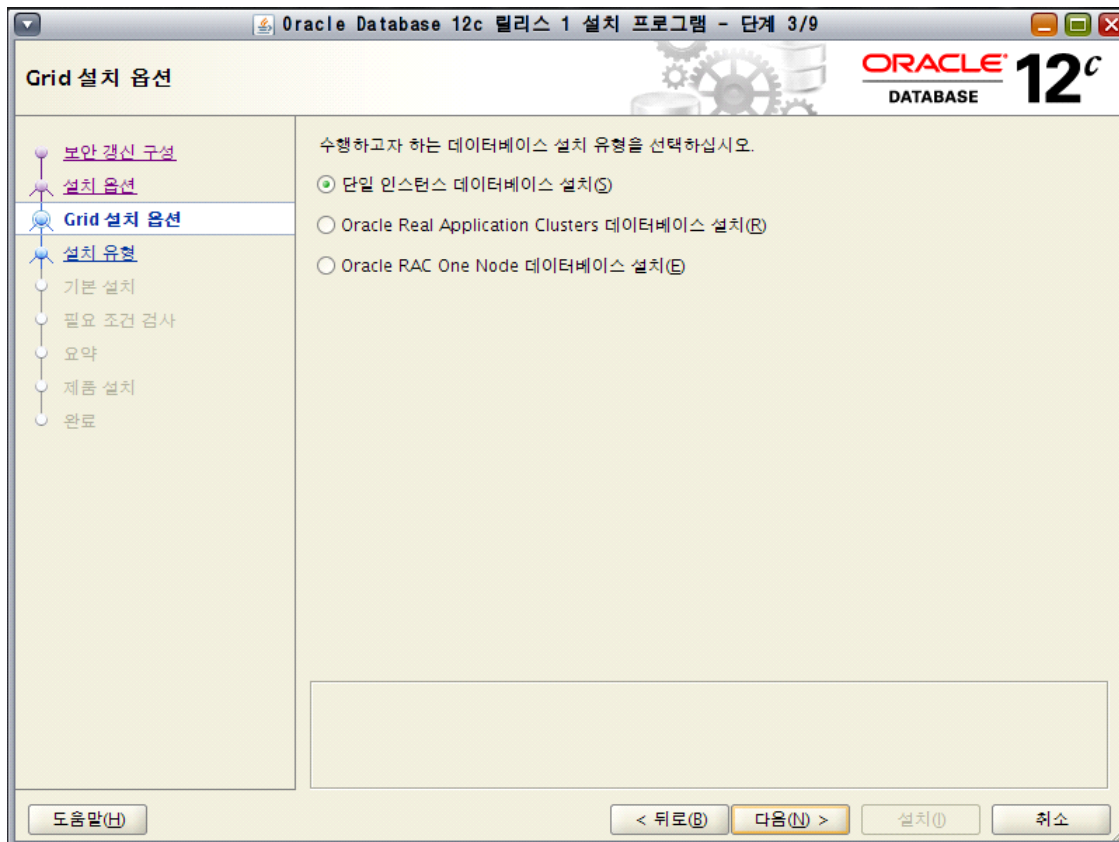 Oracle Database 12c 릴리스 1 설치 프로그램 - 단계 3/9
Grid 설치 옵션
ORACLE DATABASE 12c
보안 갱신 구성
설치 옵션
Grid 설치 옵션
설치 유형
기본 설치
필요 조건 검사
요약
제품 설치
완료
수행하고자 하는 데이터베이스 설치 유형을 선택하십시오.
단일 인스턴스 데이터베이스 설치(S)
Oracle Real Application Clusters 데이터베이스 설치(R)
Oracle RAC One Node 데이터베이스 설치(E)
도움말(H)
< 뒤로(B)
다음(N) >
설치(I)
취소